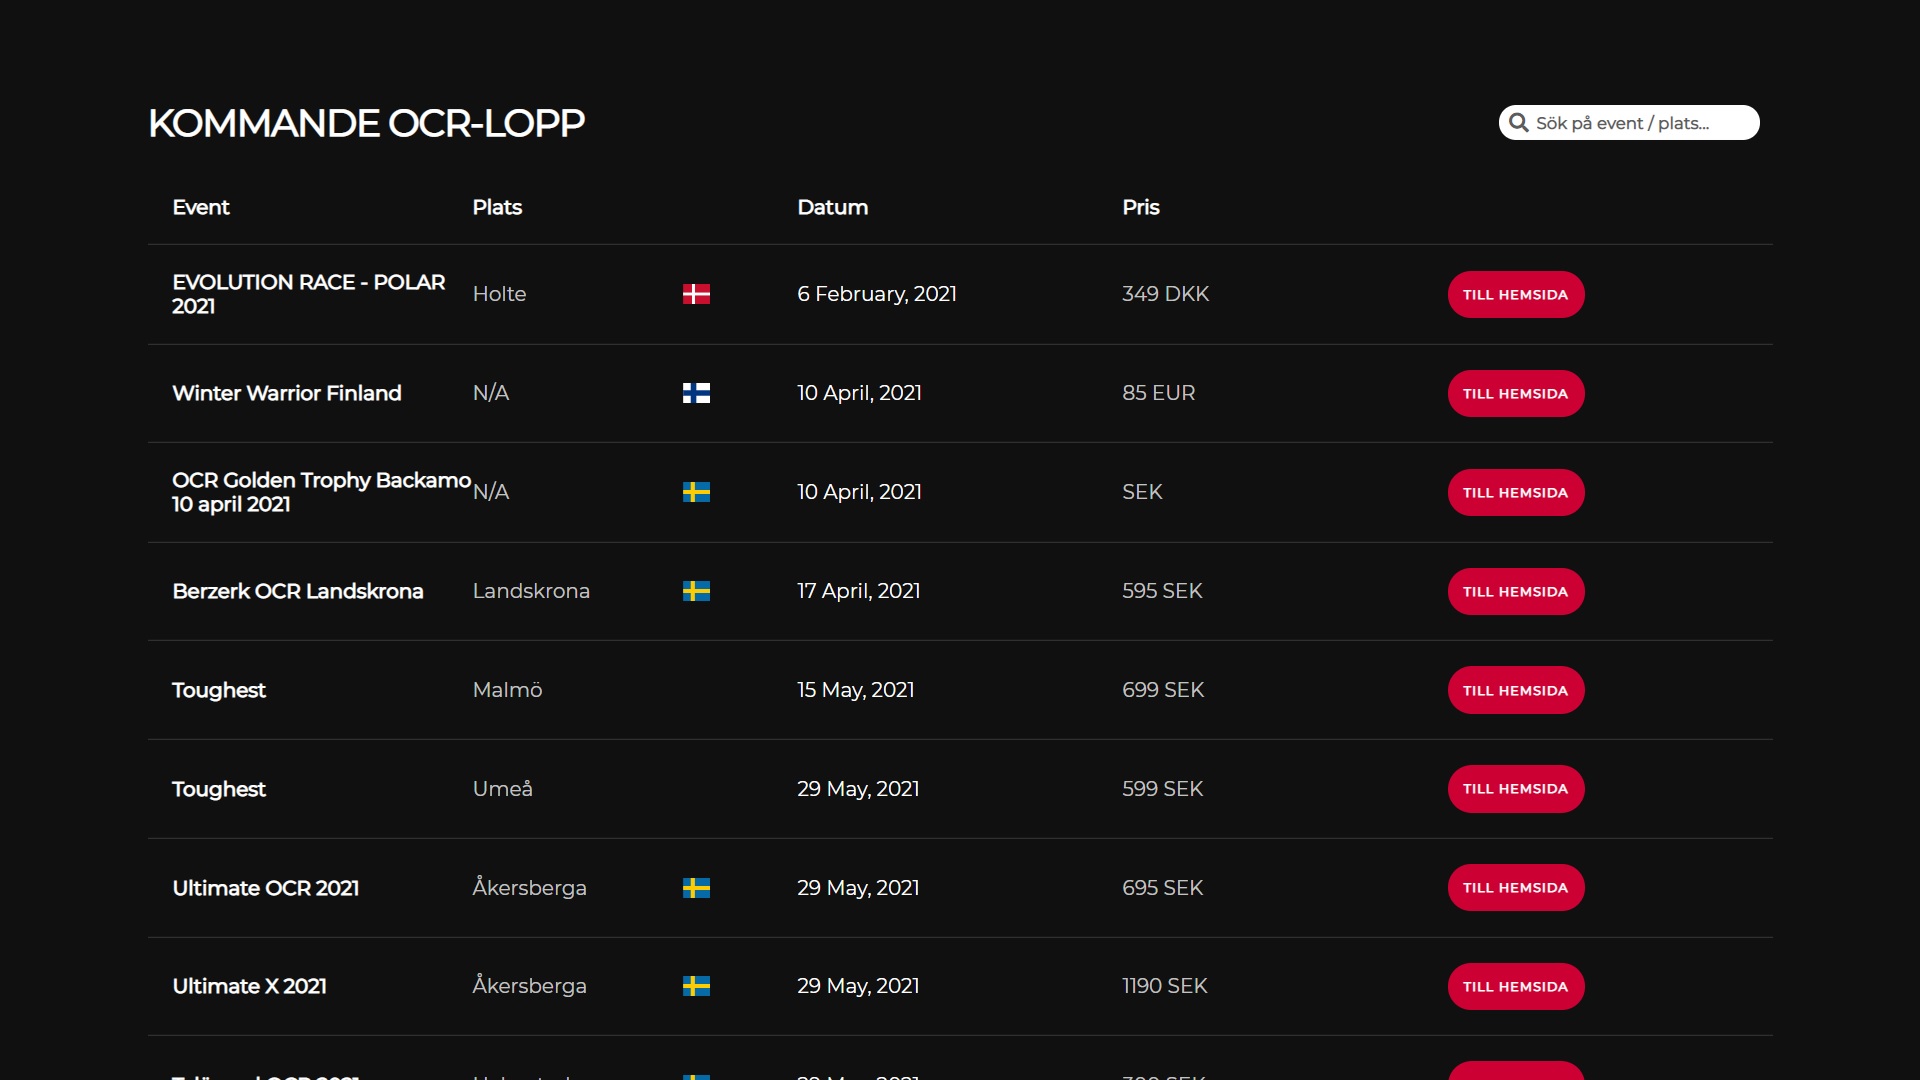 KOMMANDE OCR-LOPP
Sök på event / plats...
Event Plats Datum Pris
EVOLUTION RACE - POLAR
2021
Holte 6 February, 2021 349 DKK TILL HEMSIDA
Winter Warrior Finland N/A 10 April, 2021 85 EUR TILL HEMSIDA
OCR Golden Trophy Backamo
10 april 2021
N/A 10 April, 2021 SEK TILL HEMSIDA
Berzerk OCR Landskrona Landskrona 17 April, 2021 595 SEK TILL HEMSIDA
Toughest Malmö 15 May, 2021 699 SEK TILL HEMSIDA
Toughest Umeå 29 May, 2021 599 SEK TILL HEMSIDA
Ultimate OCR 2021 Åkersberga 29 May, 2021 695 SEK TILL HEMSIDA
Ultimate X 2021 Åkersberga 29 May, 2021 1190 SEK TILL HEMSIDA